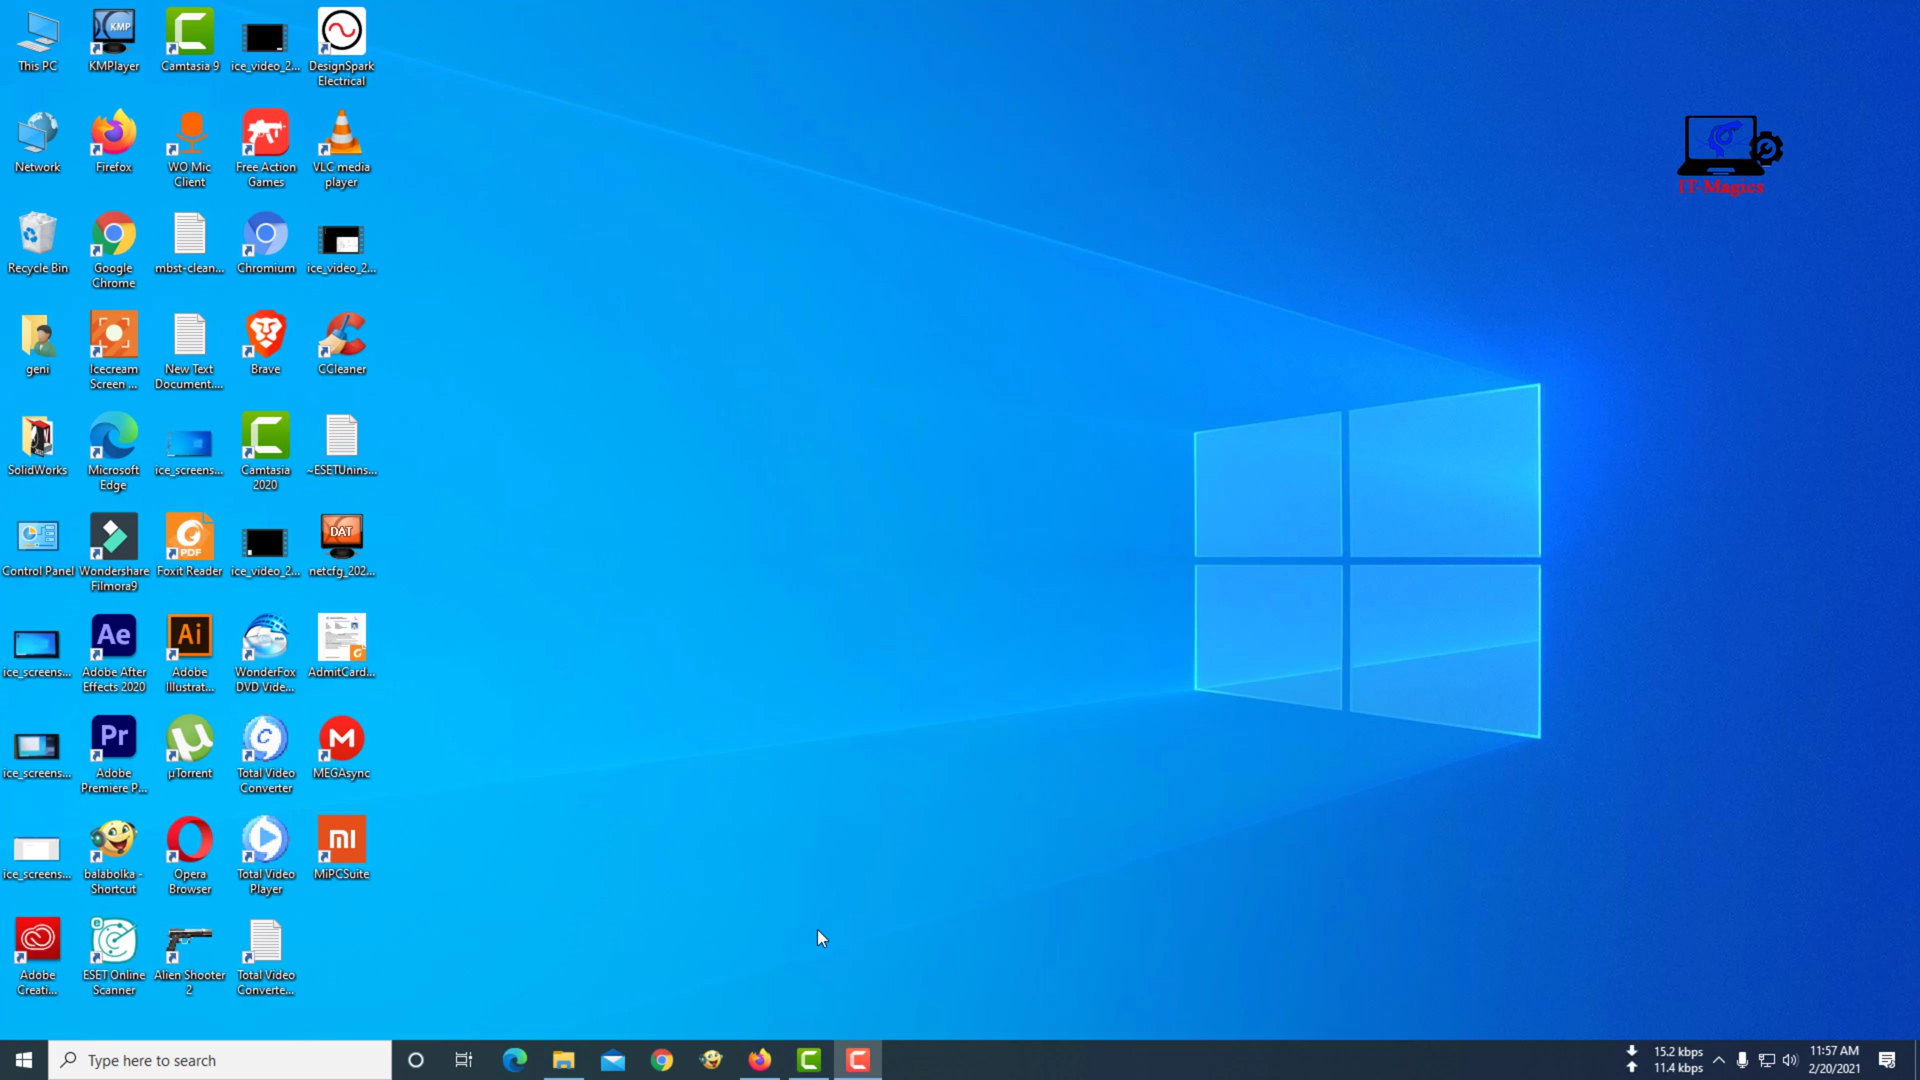 This PC
KMPlayer
Camtasia 9
ice_video_2...
DesignSpark
Electrical
Network
Firefox
WO Mic
Client
Free Action
Games
VLC media
player
Recycle Bin
Google
Chrome
mbst-clean...
Chromium
ice_video_2...
geni
Icecream
Screen ...
New Text
Document....
Brave
CCleaner
SolidWorks
Microsoft
Edge
ice_screens...
Camtasia
2020
~ESETUnins...
Control Panel
Wondershare
Filmora9
PDF
Foxit Reader
ice_video_2...
DAT
netcfg_202...
ice_screens...
Ae
Adobe After
Effects 2020
Ai
Adobe
Illustrat...
WonderFox
DVD Vide...
AdmitCard...
ice_screens...
Pr
Adobe
Premiere P...
µTorrent
Total Video
Converter
MEGAsync
ice_screens...
balabolka -
Shortcut
Opera
Browser
Total Video
Player
MiPCSuite
Adobe
Creati...
ESET Online
Scanner
Alien Shooter
2
Total Video
Converte...
IT-Magics
Type here to search
15.2 kbps
11.4 kbps
11:57 AM
2/20/2021